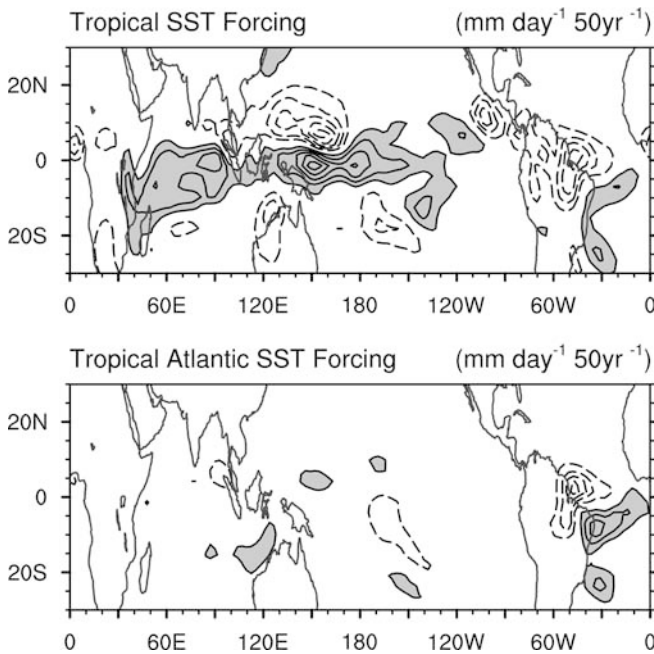 Tropical SST Forcing (mm day⁻¹ 50yr ⁻¹)
20N
0
20S
0 60E 120E 180 120W 60W 0
Tropical Atlantic SST Forcing (mm day⁻¹ 50yr ⁻¹)
20N
0
20S
0 60E 120E 180 120W 60W 0